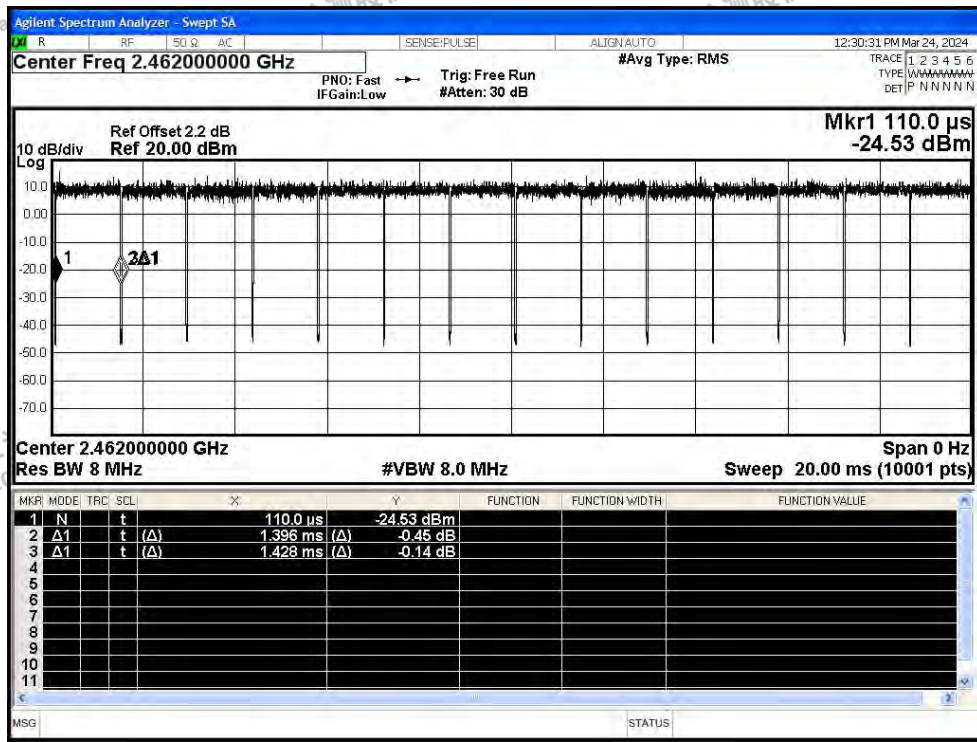 Agilent Spectrum Analyzer - Swept SA
LXI R RF 50 Ω AC SENSE:PULSE ALIGNAUTO 12:30:31 PM Mar 24, 2024
Center Freq 2.462000000 GHz #Avg Type: RMS TRACE 1 2 3 4 5 6
PNO: Fast Trig: Free Run TYPE WWWWWW
IFGain:Low #Atten: 30 dB DET P N N N N N
Mkr1 110.0 µs
Ref Offset 2.2 dB
10 dB/div Ref 20.00 dBm -24.53 dBm
Log
10.0
0.00
-10.0
1 3Δ1
-20.0
-30.0
-40.0
-50.0
-60.0
-70.0
Center 2.462000000 GHz Span 0 Hz
Res BW 8 MHz #VBW 8.0 MHz Sweep 20.00 ms (10001 pts)
MKR MODE TRC SCL X Y FUNCTION FUNCTION WIDTH FUNCTION VALUE
1 N t 110.0 µs -24.53 dBm
2 Δ1 t (Δ) 1.396 ms (Δ) -0.45 dB
3 Δ1 t (Δ) 1.428 ms (Δ) -0.14 dB
4
5
6
7
8
9
10
11
MSG STATUS